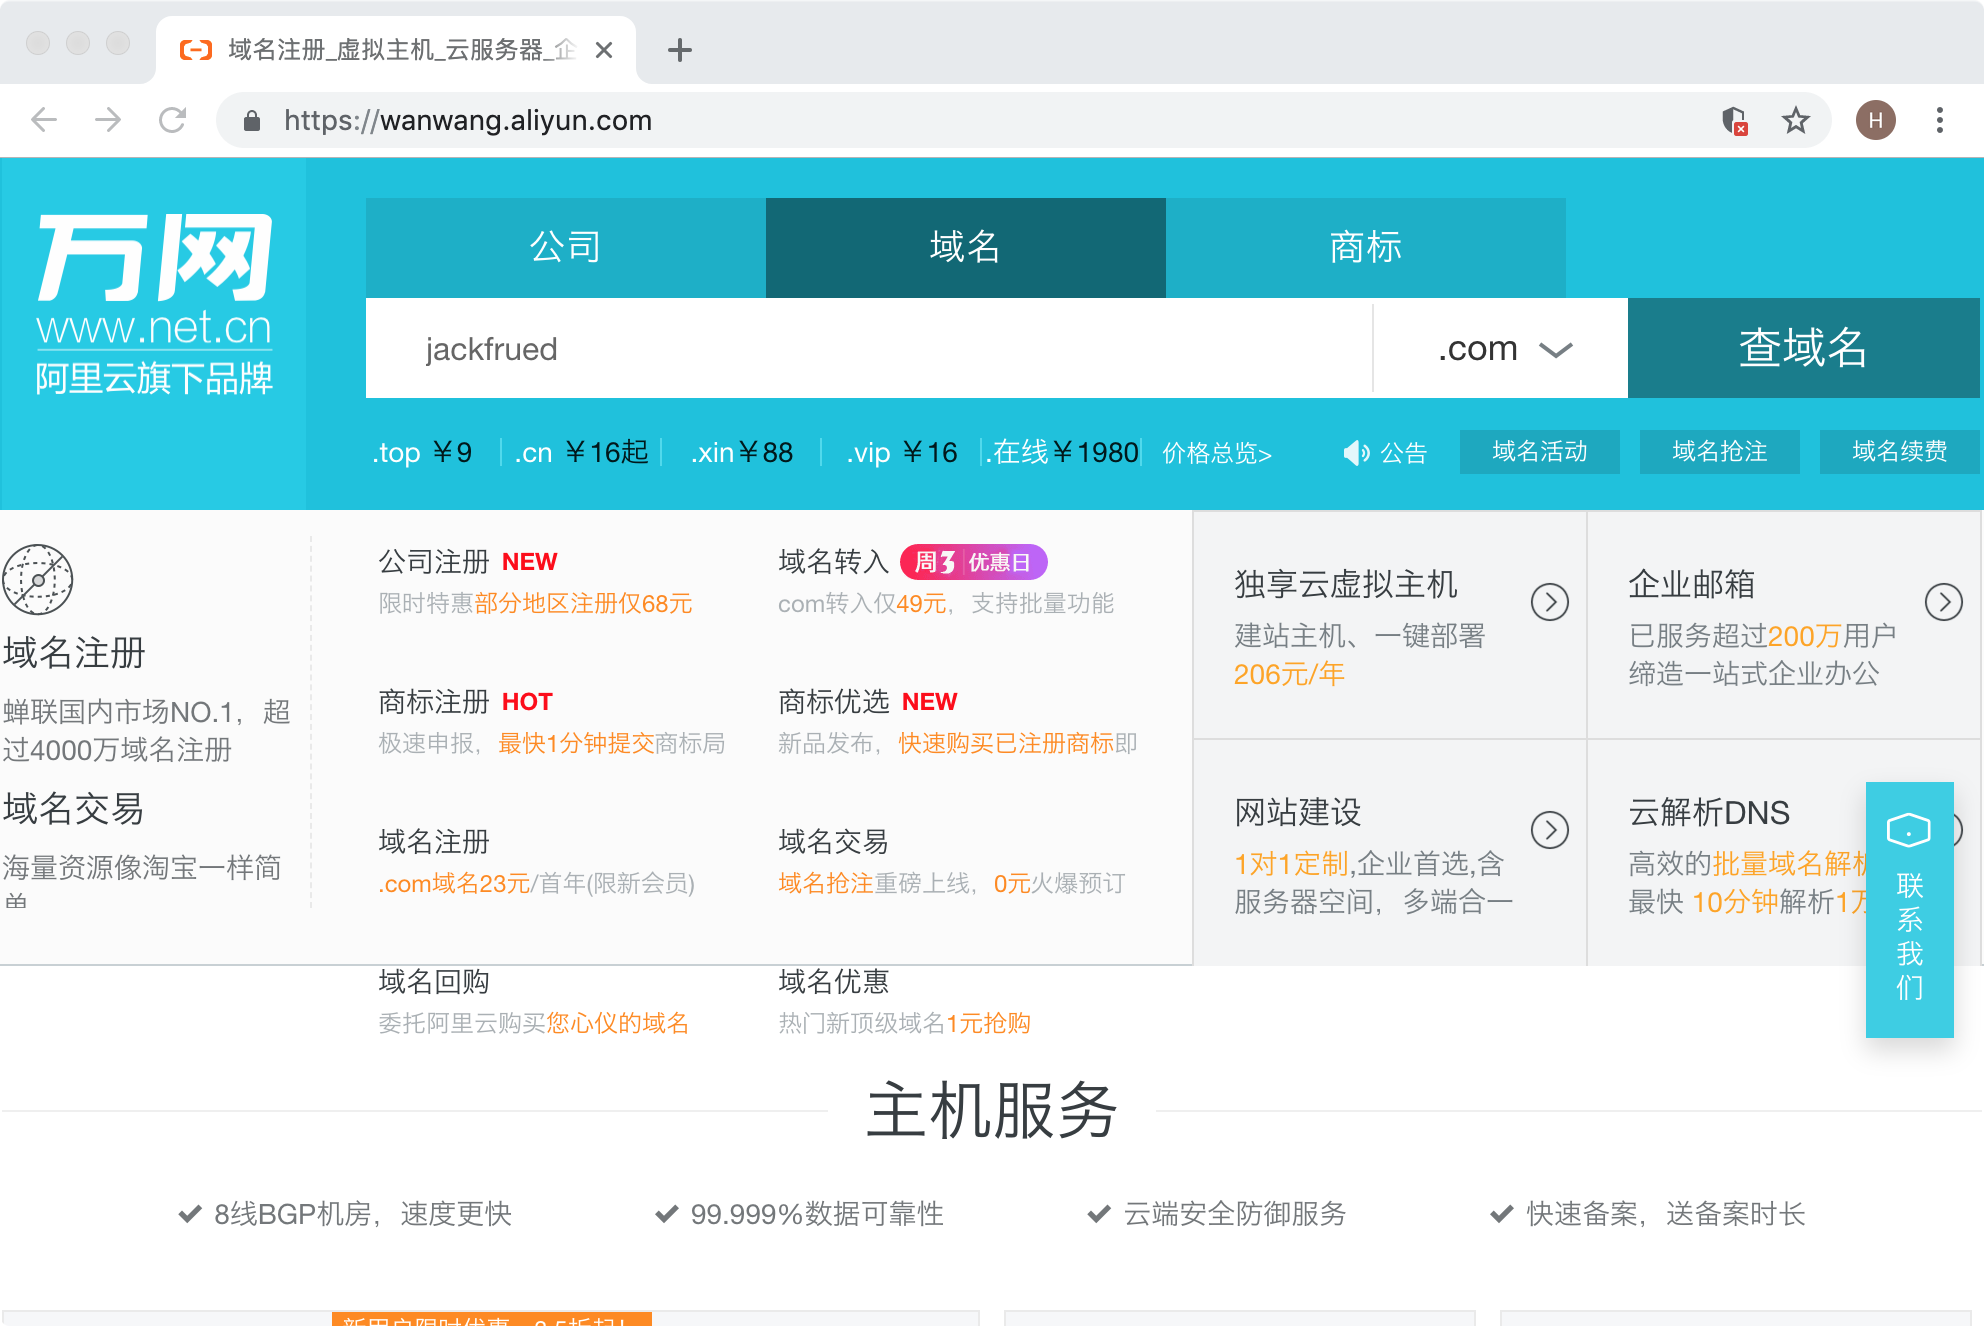 域名注册_虚拟主机_云服务器_企
https://wanwang.aliyun.com
H
万网
www.net.cn
阿里云旗下品牌
公司
域名
商标
jackfrued
.com
查域名
.top ￥9
.cn ￥16起
.xin￥88
.vip ￥16
.在线￥1980
价格总览>
公告
域名活动
域名抢注
域名续费
域名注册
蝉联国内市场NO.1，超
过4000万域名注册
域名交易
海量资源像淘宝一样简
单
公司注册 NEW
限时特惠部分地区注册仅68元
域名转入 周3 优惠日
com转入仅49元，支持批量功能
商标注册 HOT
极速申报，最快1分钟提交商标局
商标优选 NEW
新品发布，快速购买已注册商标即
域名注册
.com域名23元/首年(限新会员)
域名交易
域名抢注重磅上线，0元火爆预订
域名回购
委托阿里云购买您心仪的域名
域名优惠
热门新顶级域名1元抢购
独享云虚拟主机
建站主机、一键部署
206元/年
企业邮箱
已服务超过200万用户
缔造一站式企业办公
网站建设
1对1定制,企业首选,含
服务器空间，多端合一
云解析DNS
高效的批量域名解析
最快 10分钟解析1万
联
系
我
们
主机服务
8线BGP机房，速度更快
99.999%数据可靠性
云端安全防御服务
快速备案，送备案时长
新用户限时优惠，3.5折起！